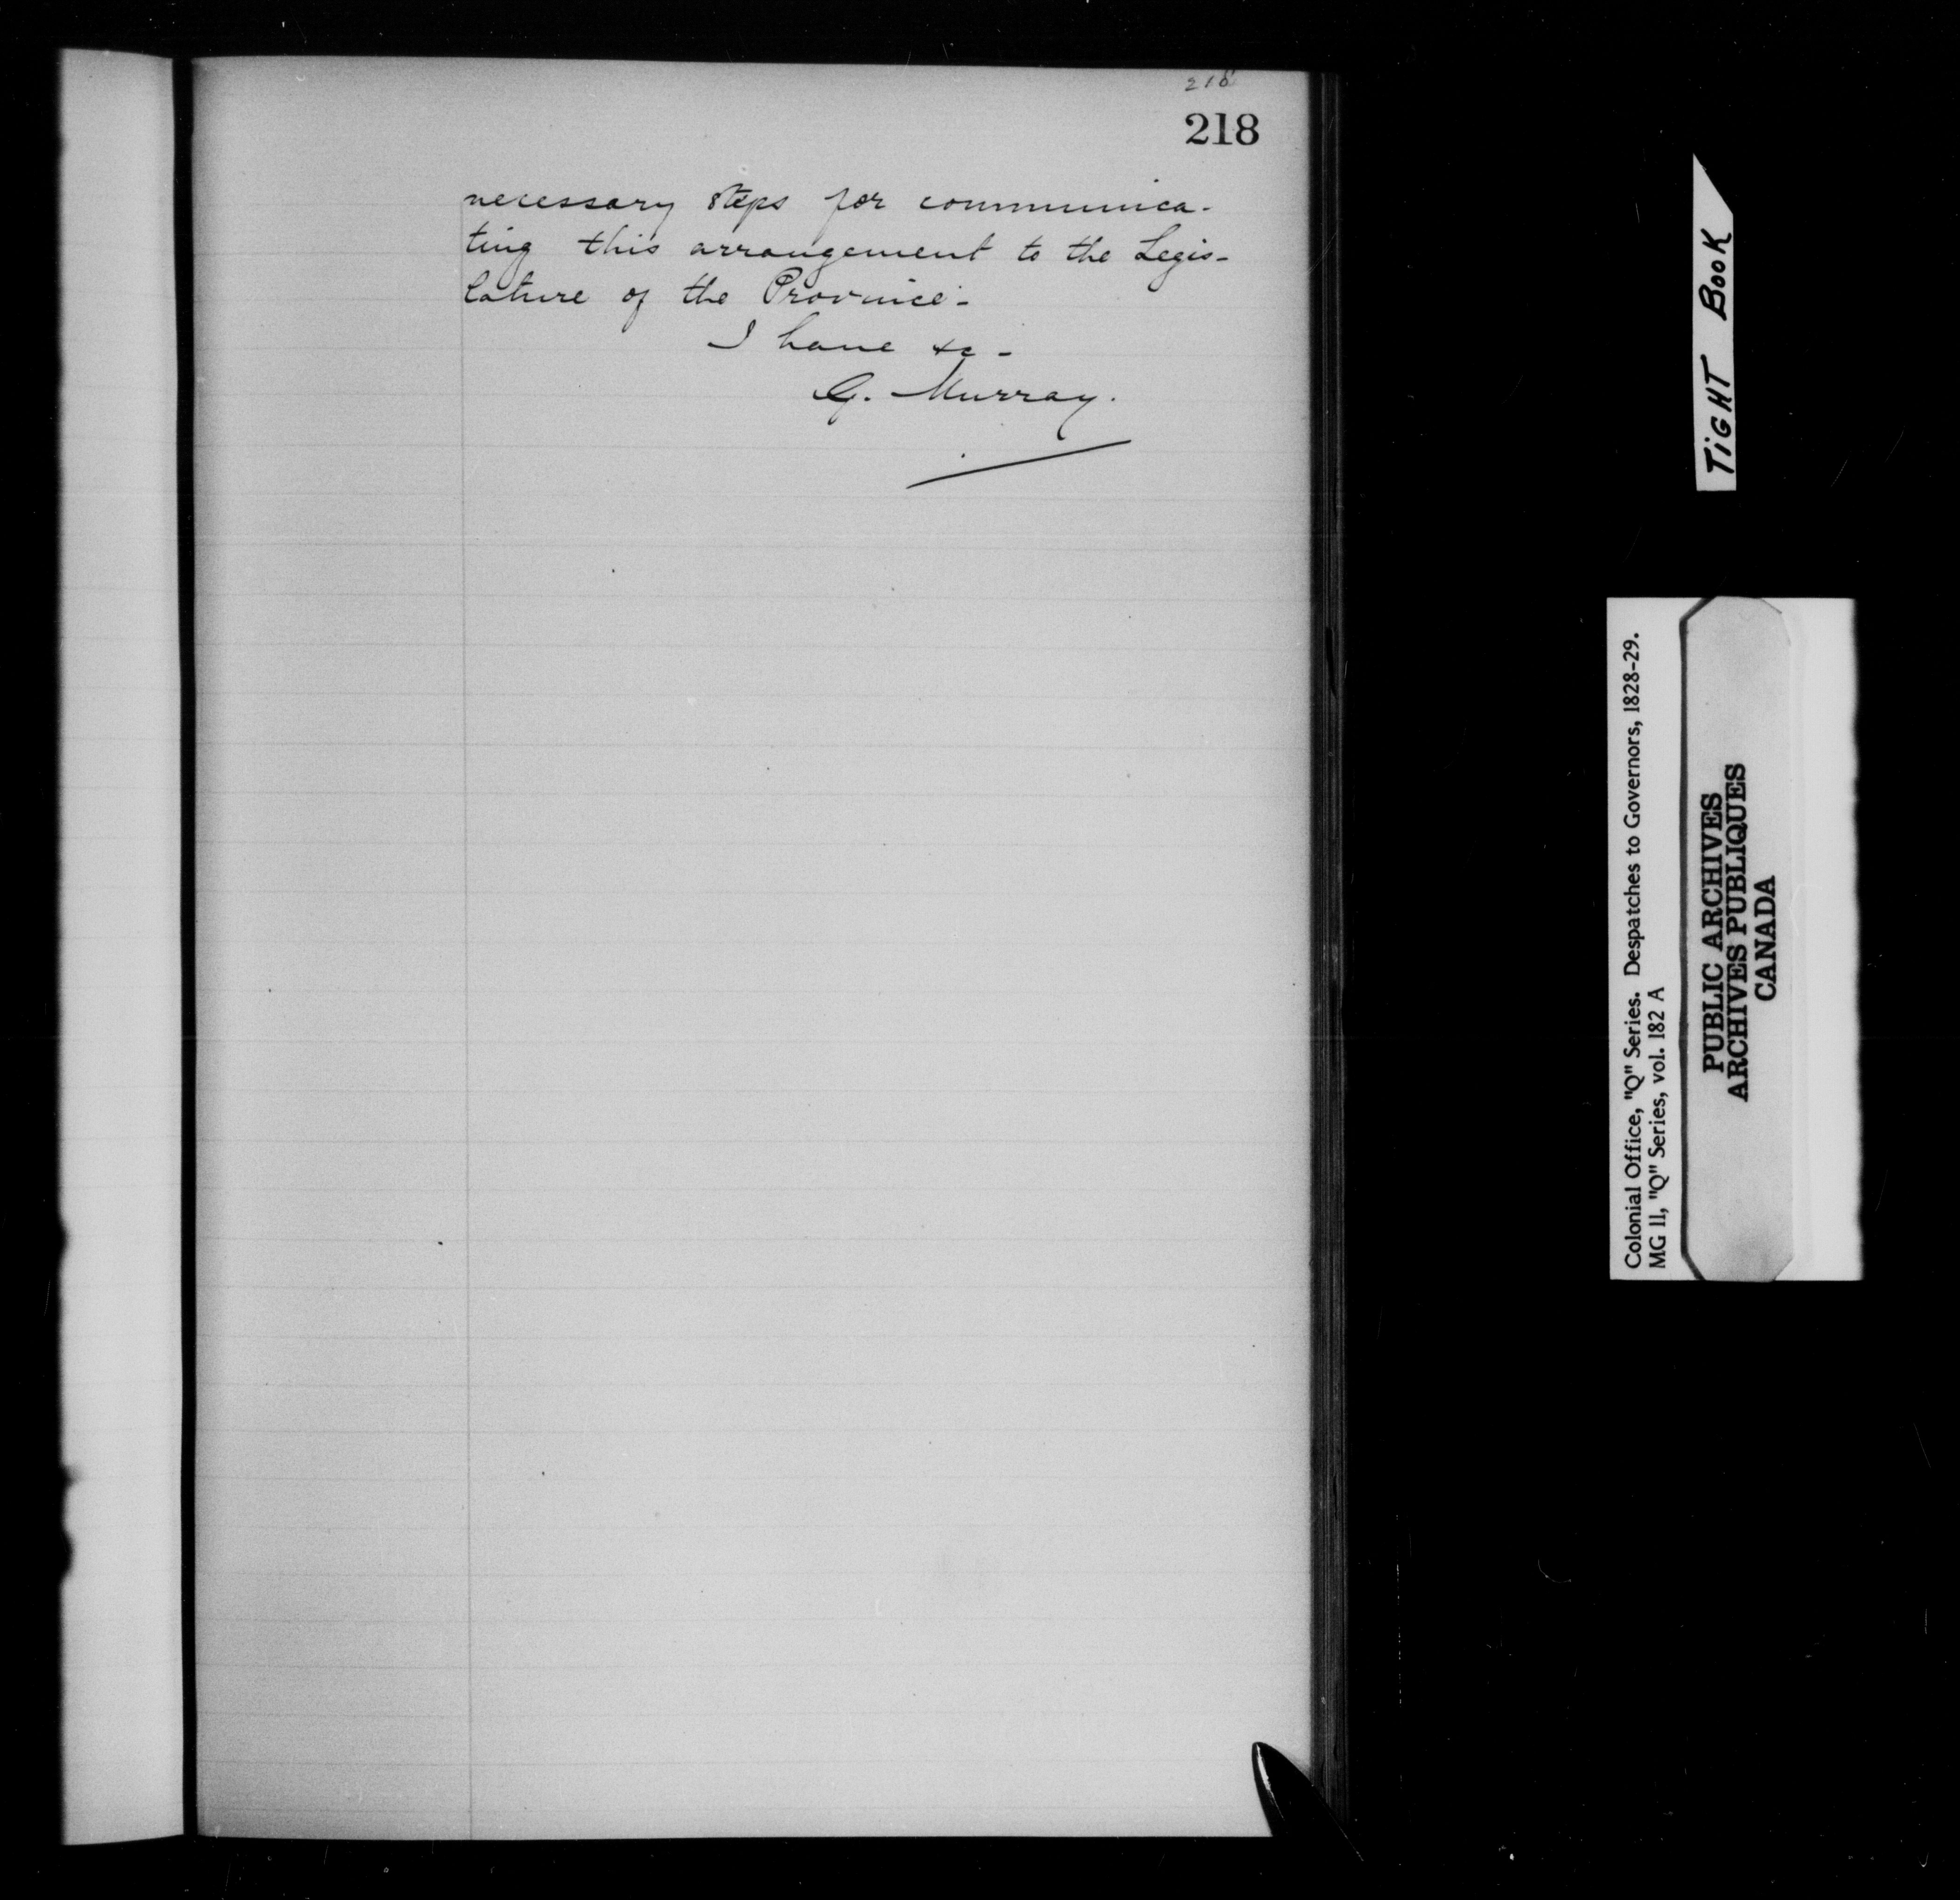 218
218
necessary steps for communica-
ting this arrangement to the Legis-
lature of the Province.-
I have &c-
G. Murray.
TiGHT BooK
Colonial Office, "Q" Series. Despatches to Governors, 1828-29.
MG 11, "Q" Series, vol. 182 A
PUBLIC ARCHIVES
ARCHIVES PUBLIQUES
CANADA